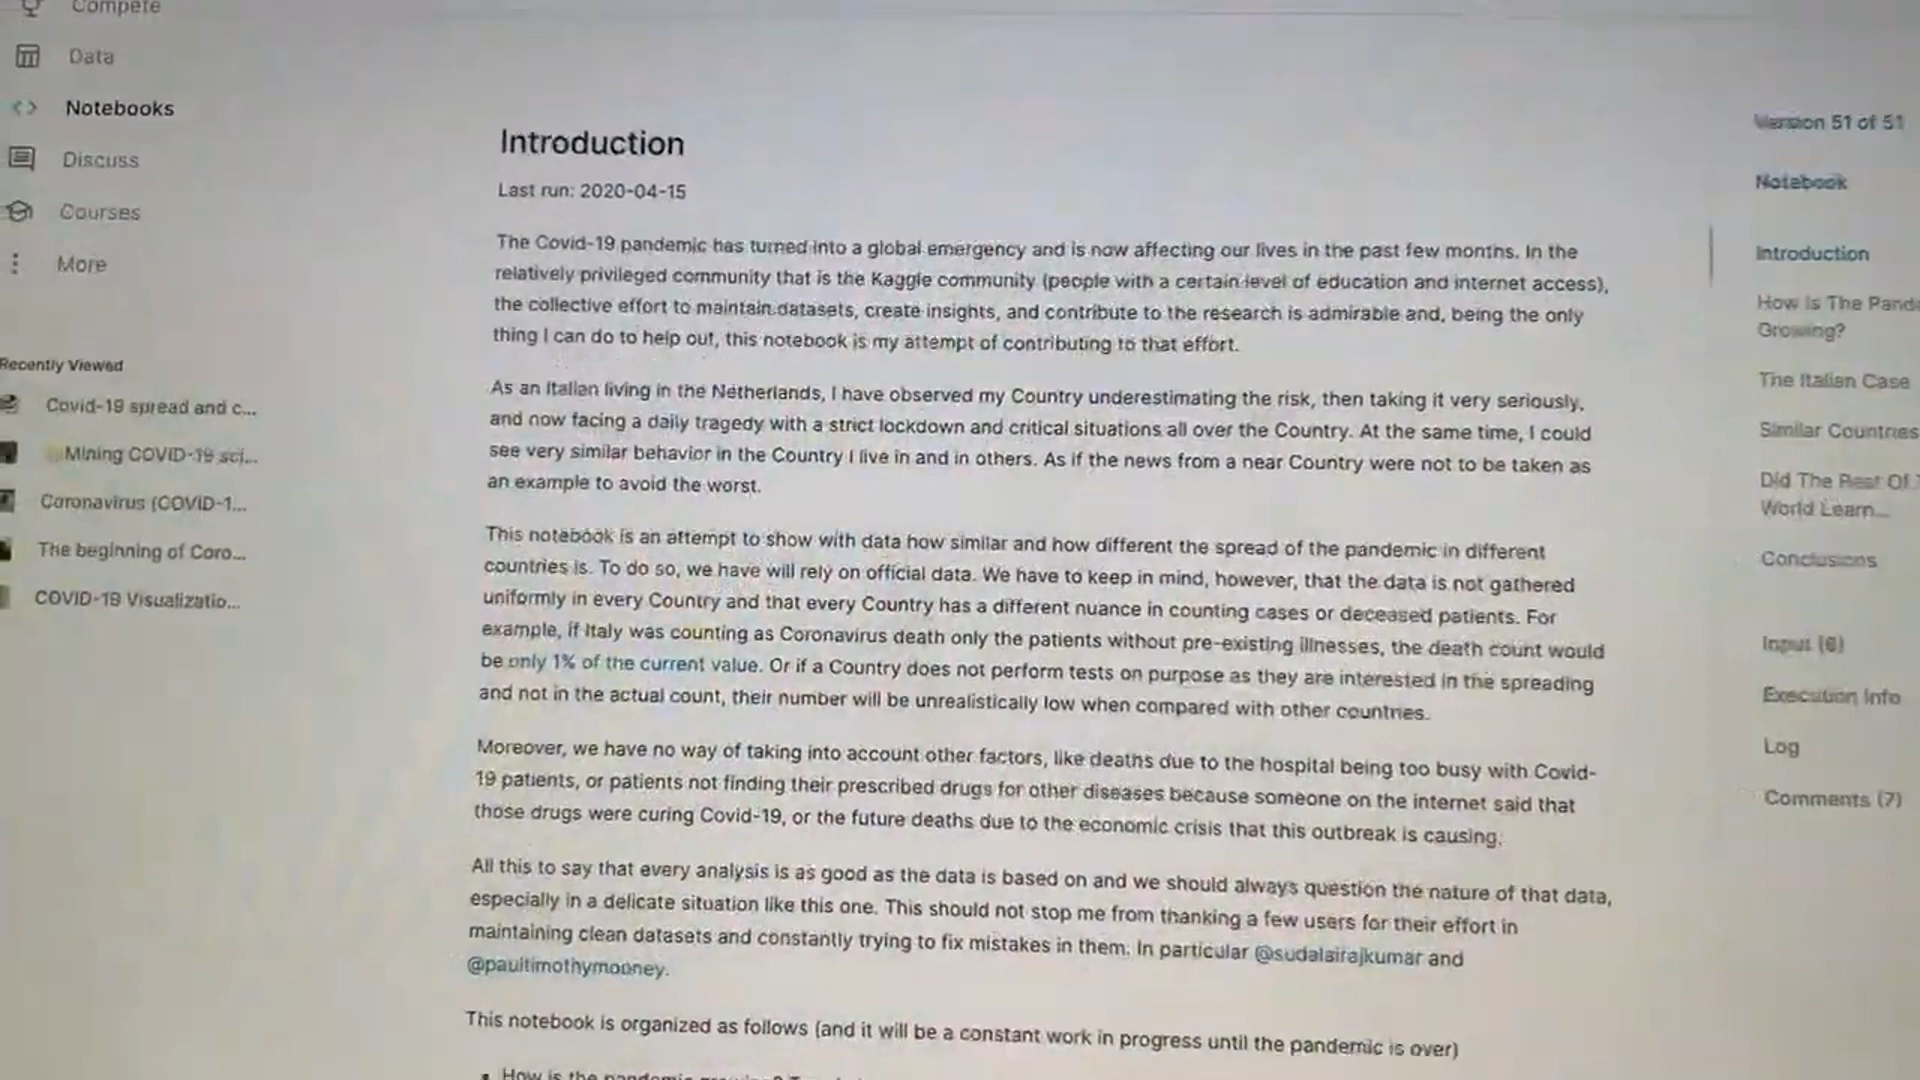 Compete
Data
Notebooks
Discuss
Courses
More
Recently Viewed
Covid-19 spread and c...
Mining COVID-19 sci...
Coronavirus (COVID-1...
The beginning of Coro...
COVID-19 Visualizatio...
Introduction
Last run: 2020-04-15
The Covid-19 pandemic has turned into a global emergency and is now affecting our lives in the past few months. In the
relatively privileged community that is the Kaggle community (people with a certain level of education and internet access),
the collective effort to maintain datasets, create insights, and contribute to the research is admirable and, being the only
thing I can do to help out, this notebook is my attempt of contributing to that effort.
As an Italian living in the Netherlands, I have observed my Country underestimating the risk, then taking it very seriously,
and now facing a daily tragedy with a strict lockdown and critical situations all over the Country. At the same time, I could
see very similar behavior in the Country I live in and in others. As if the news from a near Country were not to be taken as
an example to avoid the worst.
This notebook is an attempt to show with data how similar and how different the spread of the pandemic in different
countries is. To do so, we have will rely on official data. We have to keep in mind, however, that the data is not gathered
uniformly in every Country and that every Country has a different nuance in counting cases or deceased patients. For
example, if Italy was counting as Coronavirus death only the patients without pre-existing illnesses, the death count would
be only 1% of the current value. Or if a Country does not perform tests on purpose as they are interested in the spreading
and not in the actual count, their number will be unrealistically low when compared with other countries.
Moreover, we have no way of taking into account other factors, like deaths due to the hospital being too busy with Covid-
19 patients, or patients not finding their prescribed drugs for other diseases because someone on the internet said that
those drugs were curing Covid-19, or the future deaths due to the economic crisis that this outbreak is causing.
All this to say that every analysis is as good as the data is based on and we should always question the nature of that data,
especially in a delicate situation like this one. This should not stop me from thanking a few users for their effort in
maintaining clean datasets and constantly trying to fix mistakes in them. In particular @sudalairajkumar and
@paultimothymooney.
This notebook is organized as follows (and it will be a constant work in progress until the pandemic is over)
How is the pandemic growing?
Version 51 of 51
Notebook
Introduction
How Is The Pand
Growing?
The Italian Case
Similar Countries
Did The Rest Of
World Learn...
Conclusions
Input (6)
Execution Info
Log
Comments (7)